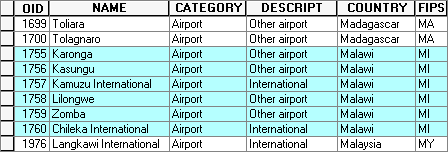 OID NAME CATEGORY DESCRIPT COUNTRY FIPS
1699 Toliara Airport Other airport Madagascar MA
1700 Tolagnaro Airport Other airport Madagascar MA
1755 Karonga Airport Other airport Malawi MI
1756 Kasungu Airport Other airport Malawi MI
1757 Kamuzu International Airport International Malawi MI
1758 Lilongwe Airport Other airport Malawi MI
1759 Zomba Airport Other airport Malawi MI
1760 Chileka International Airport International Malawi MI
1976 Langkawi International Airport International Malaysia MY